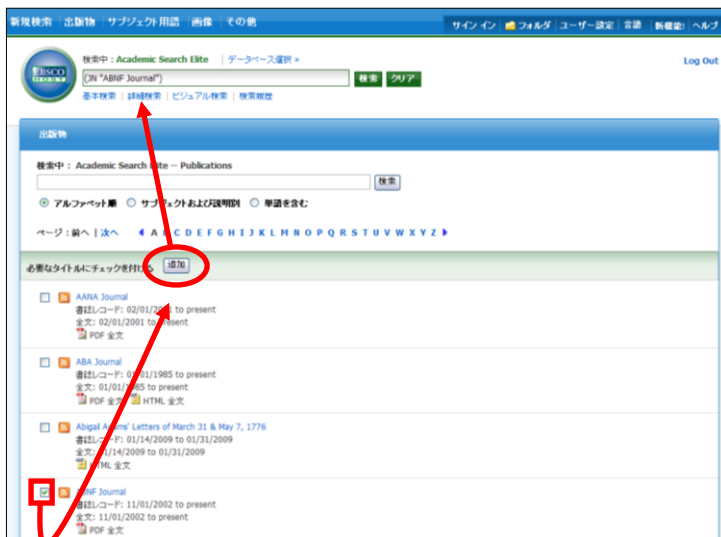 新規検索 出版物 サブジェクト用語 画像 その他 サインイン フォルダ ユーザー設定 言語 新機能! ヘルプ
検索中 : Academic Search Elite データベース選択 »
Log Out
EBSCO HOST
(JN "ABNF Journal") 検索 クリア
基本検索 | 詳細検索 | ビジュアル検索 | 検索履歴
出版物
検索中 : Academic Search Elite -- Publications
検索
アルファベット順 サブジェクトおよび説明別 単語を含む
ページ : 前へ | 次へ A B C D E F G H I J K L M N O P Q R S T U V W X Y Z
必要なタイトルにチェックを付ける 追加
AANA Journal
書誌レコード: 02/01/2001 to present
全文: 02/01/2001 to present
PDF 全文
ABA Journal
書誌レコード: 01/01/1985 to present
全文: 01/01/1985 to present
PDF 全文 HTML 全文
Abigail Adams' Letters of March 31 & May 7, 1776
書誌レコード: 01/14/2009 to 01/31/2009
全文: 01/14/2009 to 01/31/2009
HTML 全文
ABNF Journal
書誌レコード: 11/01/2002 to present
全文: 11/01/2002 to present
PDF 全文